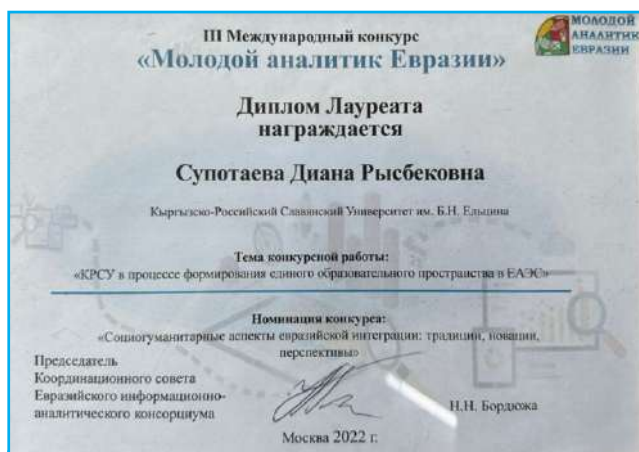 III Международный конкурс
«Молодой аналитик Евразии»
МОЛОДОЙ
АНАЛИТИК
ЕВРАЗИИ
Диплом Лауреата
награждается
Супотаева Диана Рысбековна
Кыргызско-Российский Славянский Университет им. Б.Н. Ельцина
Тема конкурсной работы:
«КРСУ в процессе формирования единого образовательного пространства в ЕАЭС»
Номинация конкурса:
«Социогуманитарные аспекты евразийской интеграции: традиции, новации,
перспективы»
Председатель
Координационного совета
Евразийского информационно-
аналитического консорциума
Н.Н. Бордюжа
Москва 2022 г.